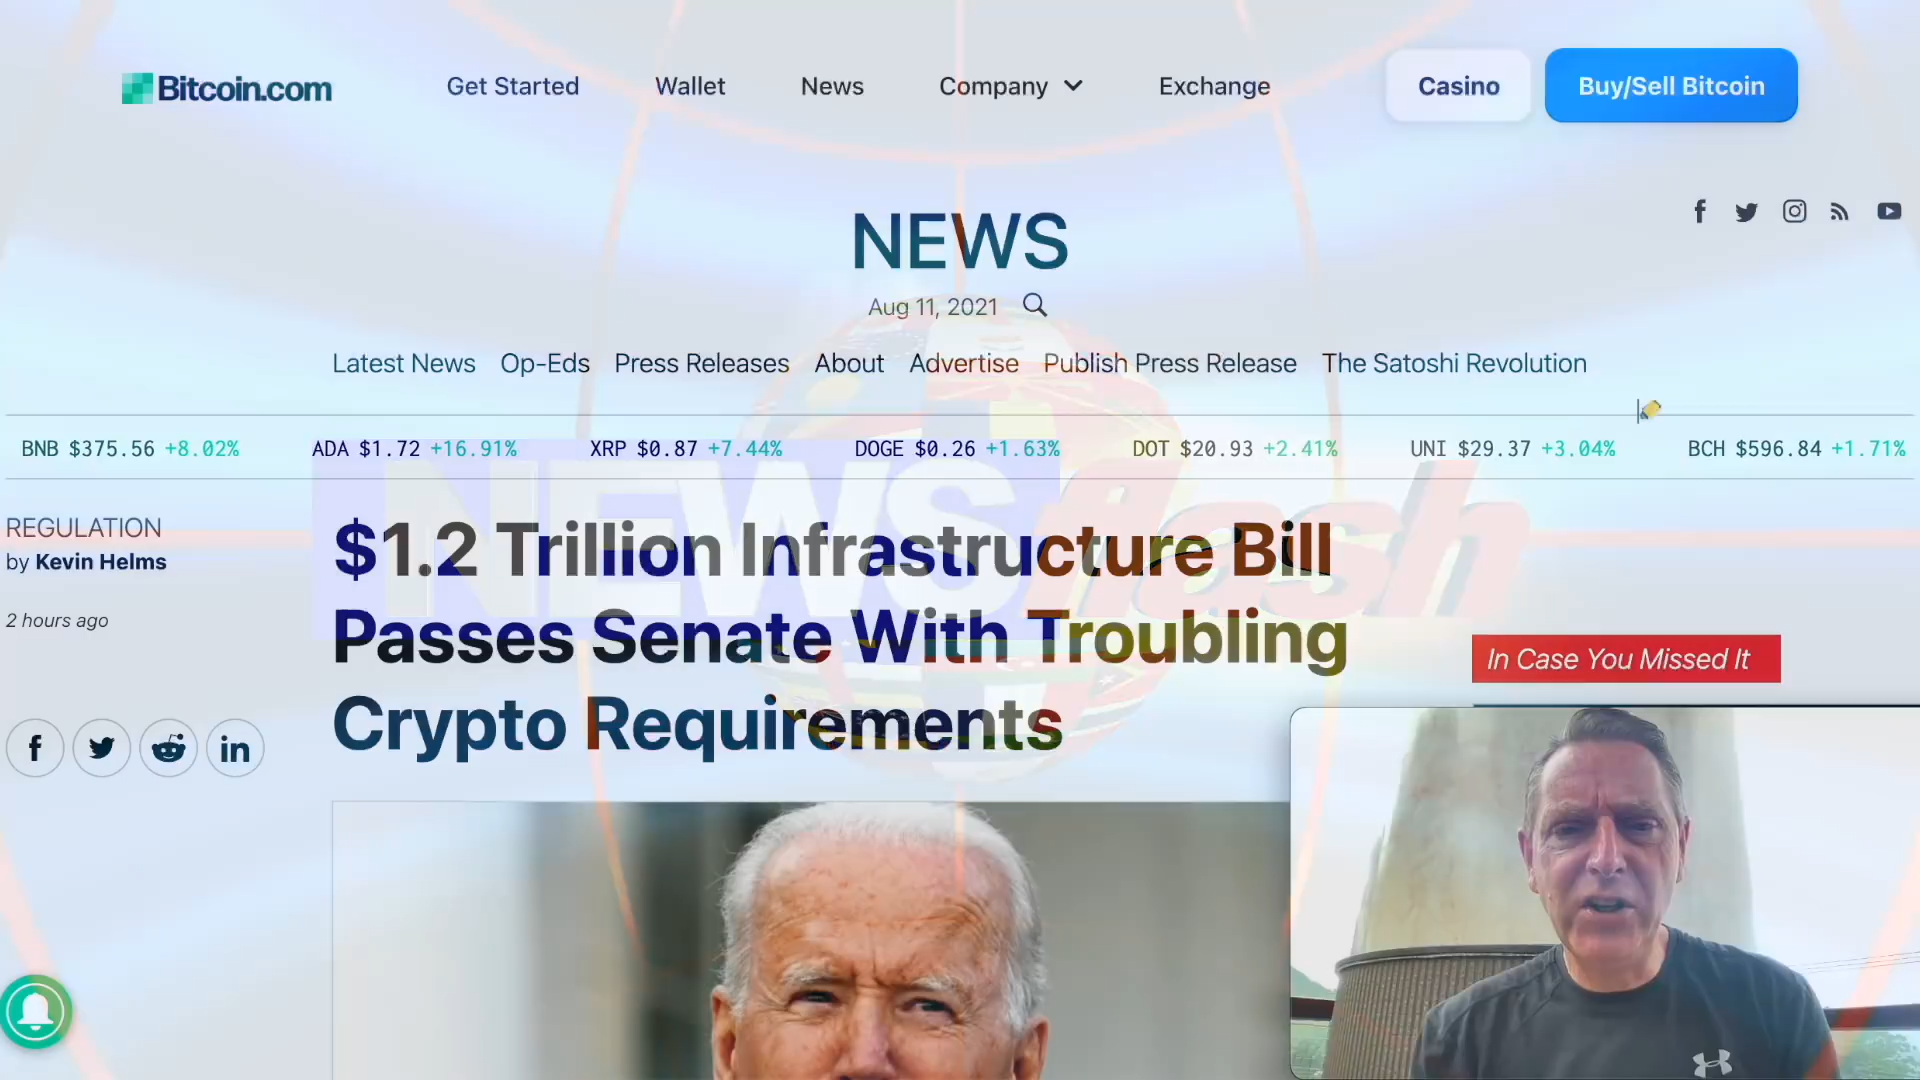 Bitcoin.com Get Started Wallet News Company Exchange Casino Buy/Sell Bitcoin
NEWS
Aug 11, 2021
Latest News Op-Eds Press Releases About Advertise Publish Press Release The Satoshi Revolution
BNB $375.56 +8.02% ADA $1.72 +16.91% XRP $0.87 +7.44% DOGE $0.26 +1.63% DOT $20.93 +2.41% UNI $29.37 +3.04% BCH $596.84 +1.71%
REGULATION
by Kevin Helms
2 hours ago
NEWS flash
$1.2 Trillion Infrastructure Bill
Passes Senate With Troubling
Crypto Requirements
In Case You Missed It